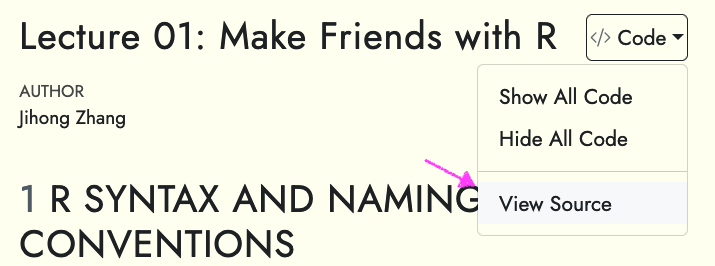 Lecture 01: Make Friends with R
</> Code
AUTHOR
Jihong Zhang
Show All Code
Hide All Code
View Source
1 R SYNTAX AND NAMING
CONVENTIONS